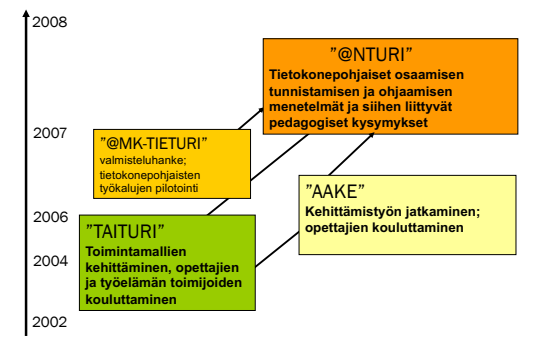 2008
"@NTURI"
Tietokonepohjaiset osaamisen
tunnistamisen ja ohjaamisen
menetelmät ja siihen liittyvät
pedagogiset kysymykset
2007
"@MK-TIETURI"
valmisteluhanke;
tietokonepohjaisten
työkalujen pilotointi
"AAKE"
Kehittämistyön jatkaminen;
opettajien kouluttaminen
2006
"TAITURI"
Toimintamallien
kehittäminen, opettajien
ja työelämän toimijoiden
kouluttaminen
2004
2002